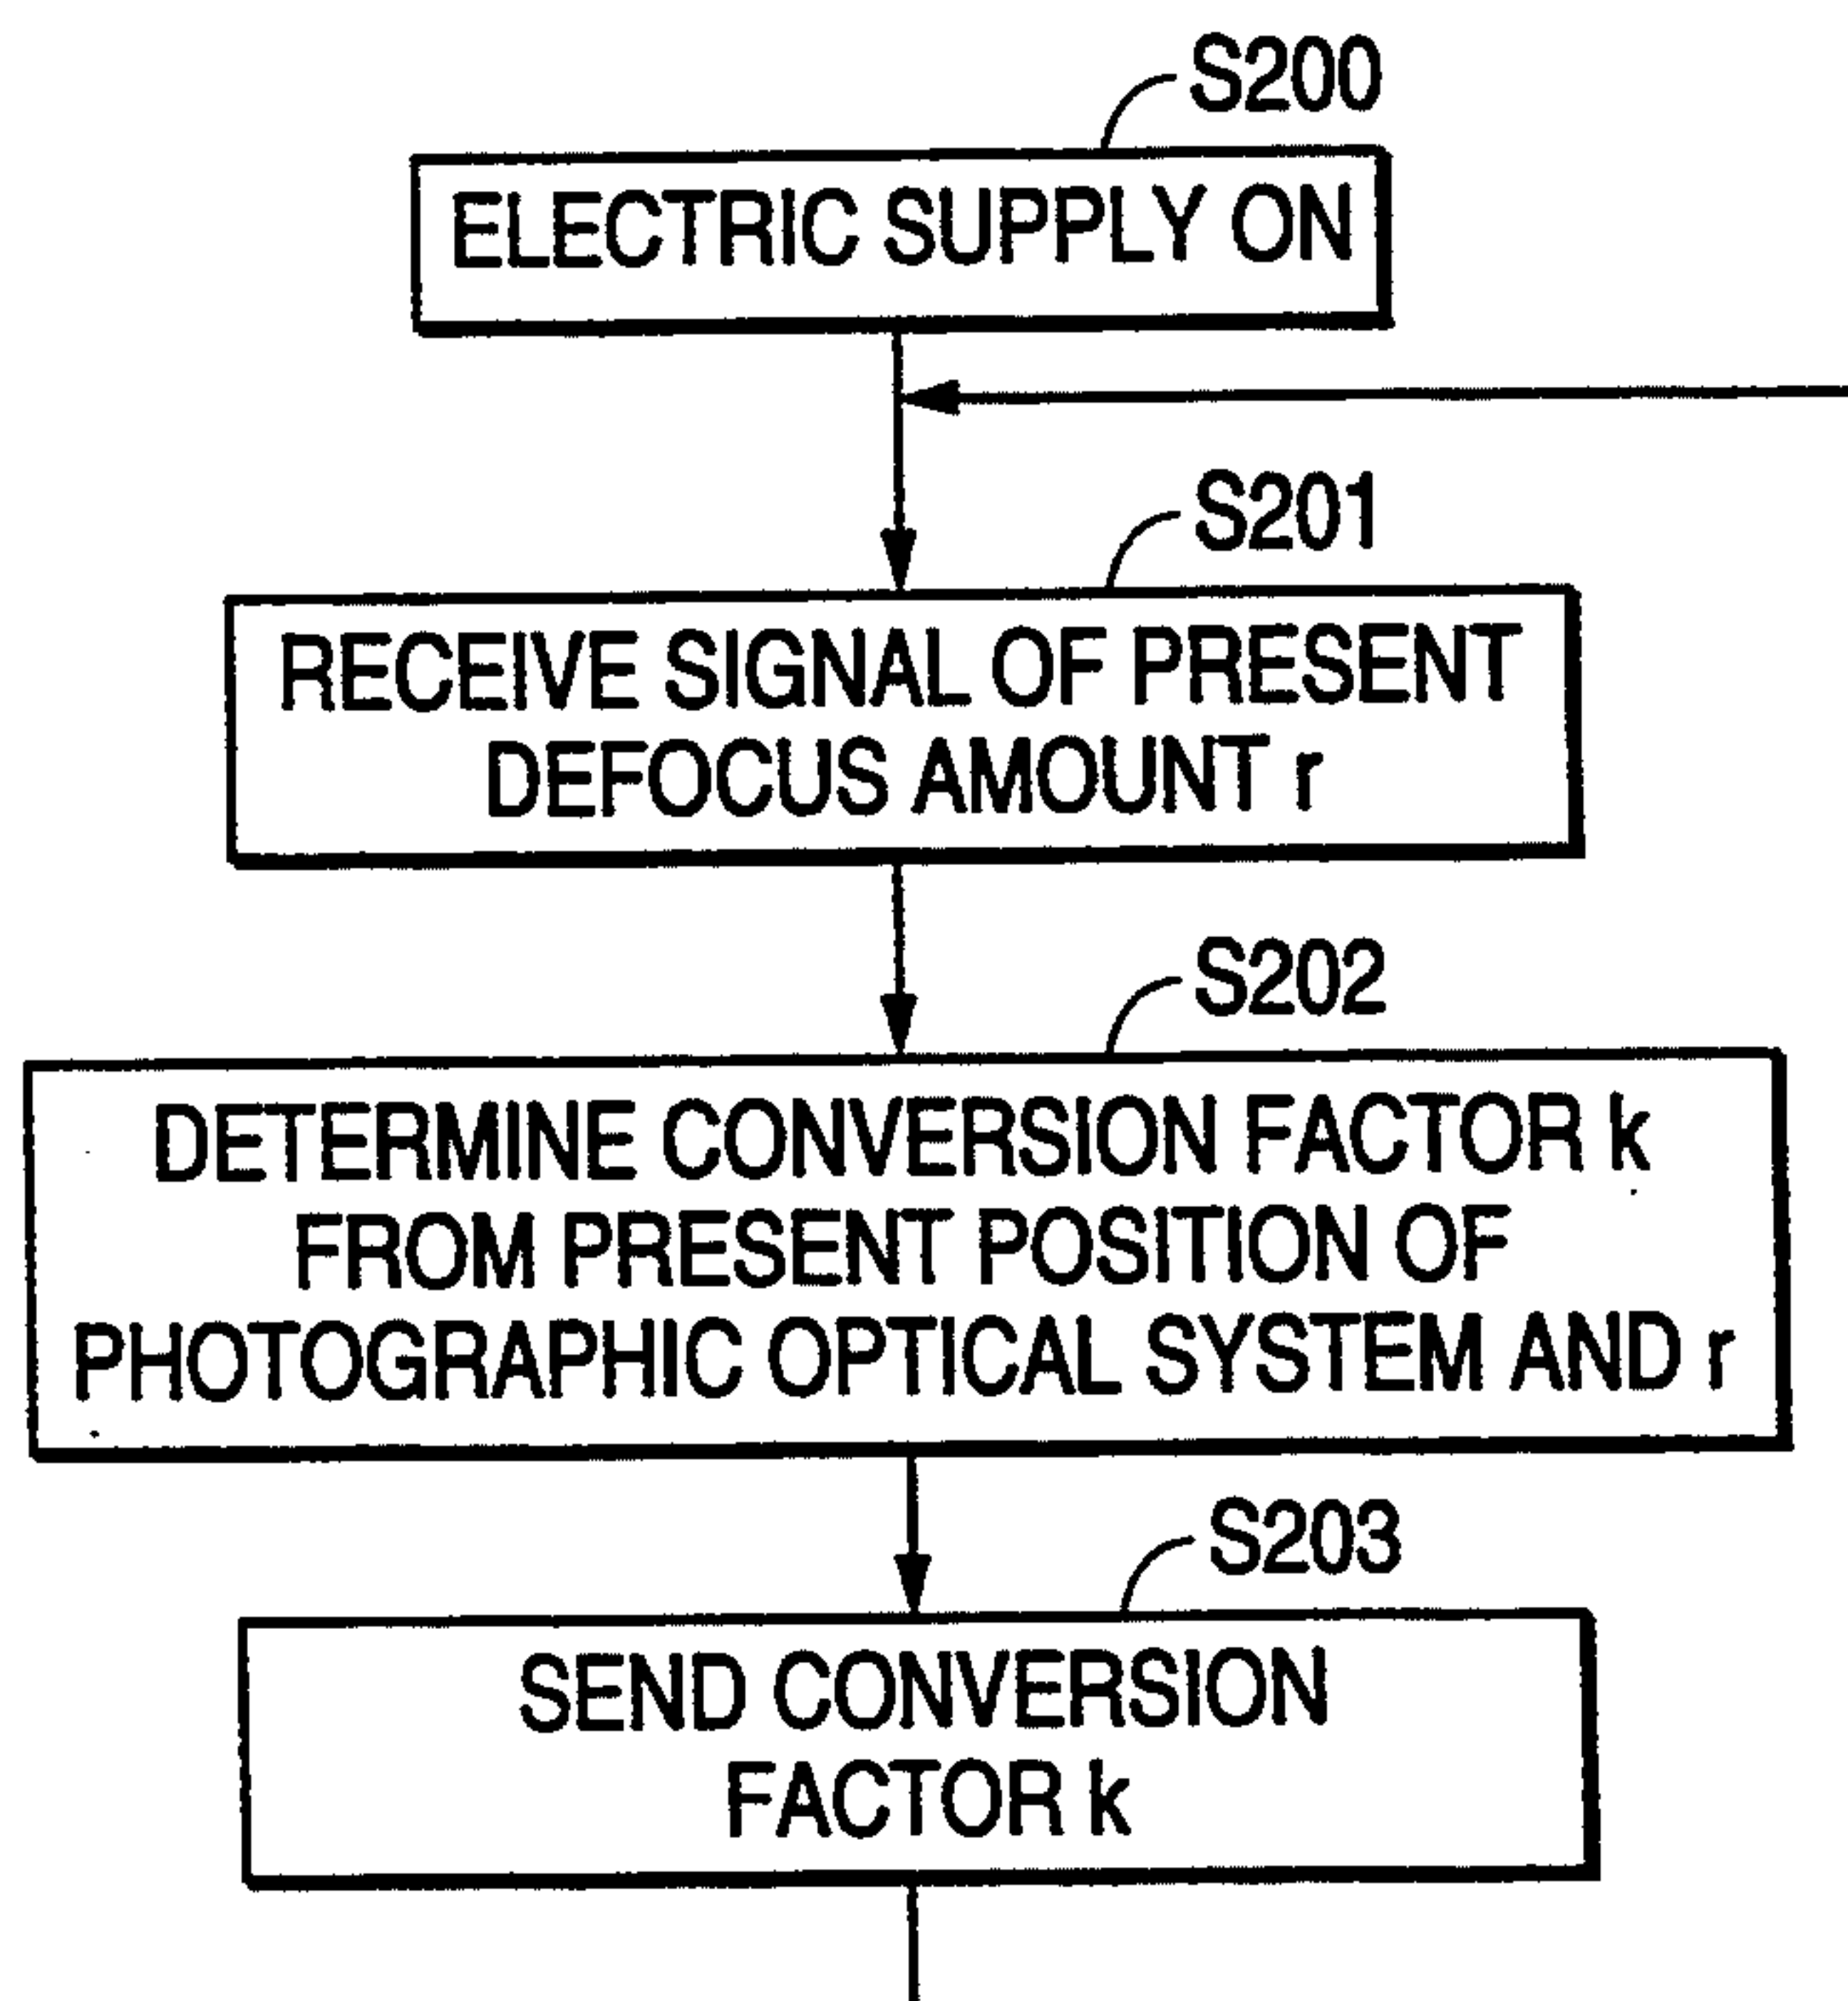 S200
ELECTRIC SUPPLY ON
S201
RECEIVE SIGNAL OF PRESENT
DEFOCUS AMOUNT r
S202
DETERMINE CONVERSION FACTOR k
FROM PRESENT POSITION OF
PHOTOGRAPHIC OPTICAL SYSTEM AND r
S203
SEND CONVERSION
FACTOR k